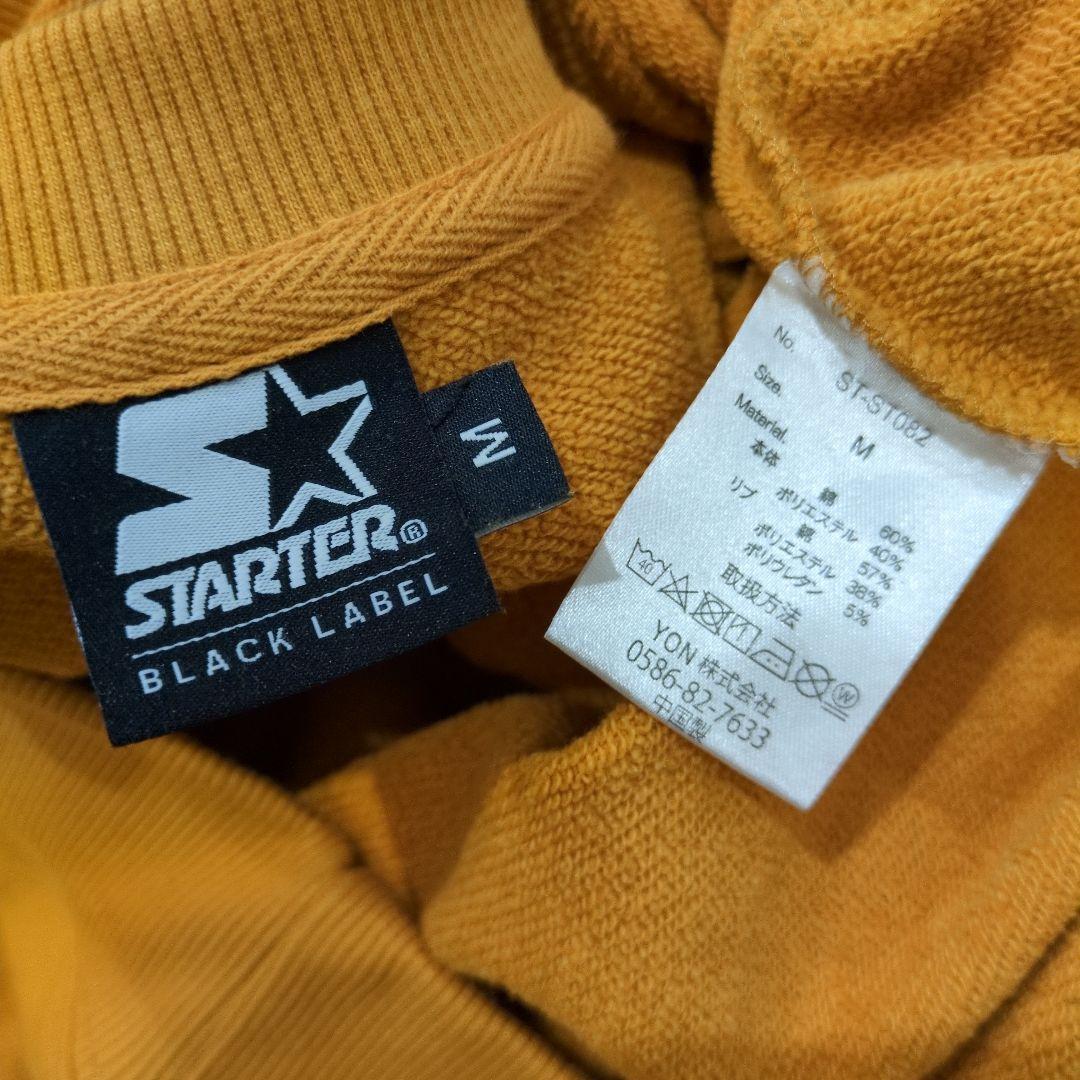 STARTER®
BLACK LABEL
M
No. ST-ST082
Size. M
Material.
本体 綿 60%
ポリエステル 40%
リブ 綿 57%
ポリエステル 38%
ポリウレタン 5%
取扱方法
40
W
YON 株式会社
0586-82-7633
中国製